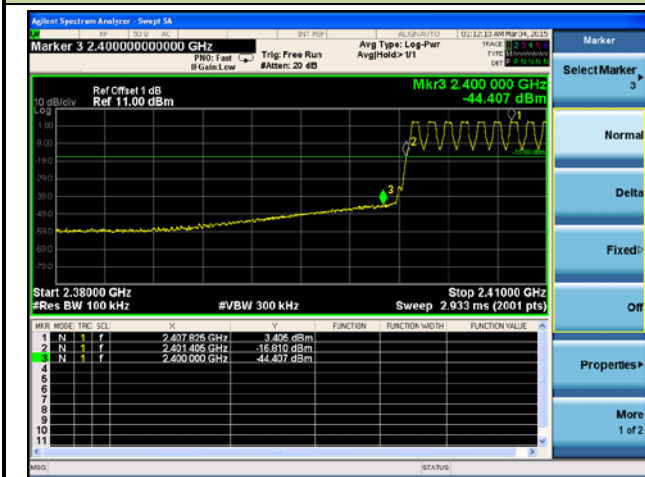 Agilent Spectrum Analyzer - Swept SA
RF 50 Ω AC INT REF ALIGNAUTO 01:12:10 AM Mar 04, 2015
Marker 3 2.400000000000 GHz
PNO: Fast
IFGain:Low
Trig: Free Run
#Atten: 20 dB
Avg Type: Log-Pwr
Avg|Hold:> 1/1
TRACE 1 2 3 4 5 6
TYPE
DET P P N N N N
Ref Offset 1 dB
10 dB/div Ref 11.00 dBm
Mkr3 2.400 000 GHz
-44.407 dBm
Log
1
1.00
2
-9.00
-19.0
-29.0
3
-39.0
-49.0
-59.0
-69.0
-79.0
Start 2.38000 GHz Stop 2.41000 GHz
#Res BW 100 kHz #VBW 300 kHz Sweep 2.933 ms (2001 pts)
MKR MODE TRC SCL X Y FUNCTION FUNCTION WIDTH FUNCTION VALUE
1 N 1 f 2.407 825 GHz 3.405 dBm
2 N 1 f 2.401 405 GHz -16.810 dBm
3 N 1 f 2.400 000 GHz -44.407 dBm
4
5
6
7
8
9
10
11
MSG STATUS
Marker
Select Marker
3
Normal
Delta
Fixed
Off
Properties
More
1 of 2